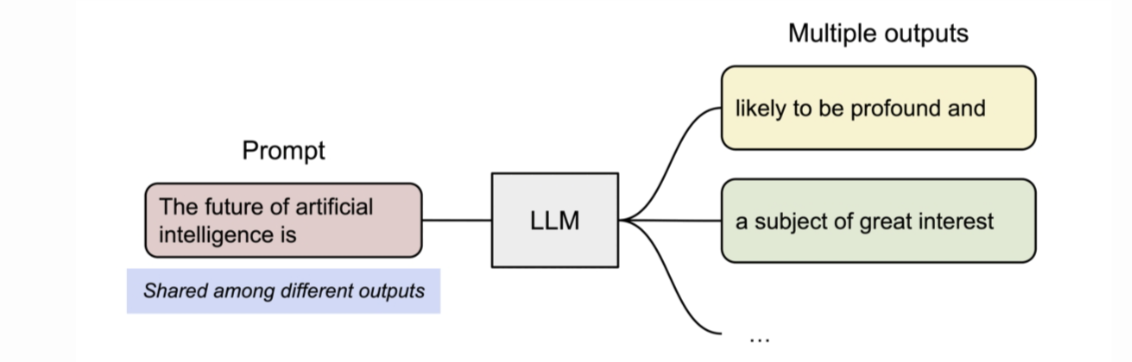 Multiple outputs
likely to be profound and
Prompt
The future of artificial
intelligence is
LLM
a subject of great interest
Shared among different outputs
...